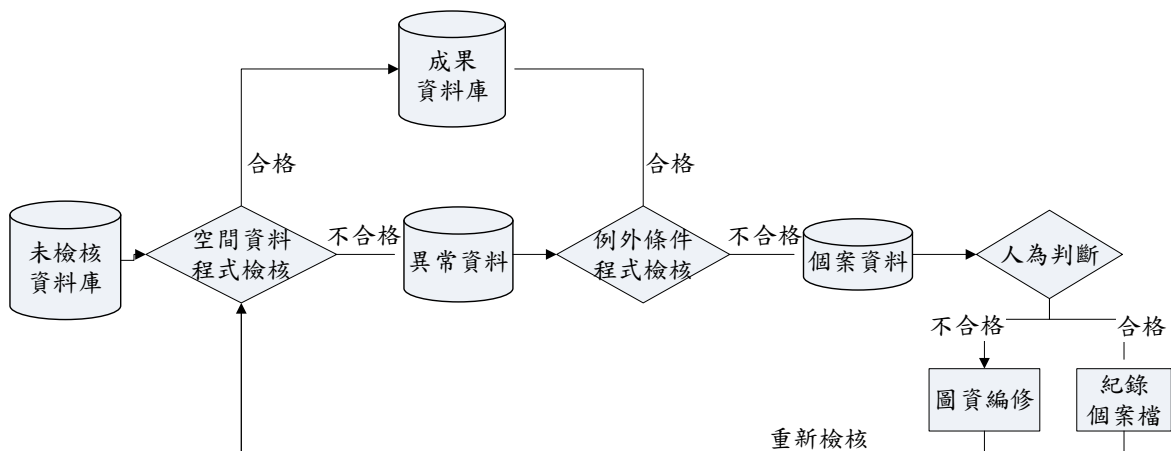 成果
資料庫
合格
合格
未檢核
資料庫
空間資料
程式檢核
不合格
異常資料
例外條件
程式檢核
不合格
個案資料
人為判斷
不合格
合格
圖資編修
紀錄
個案檔
重新檢核